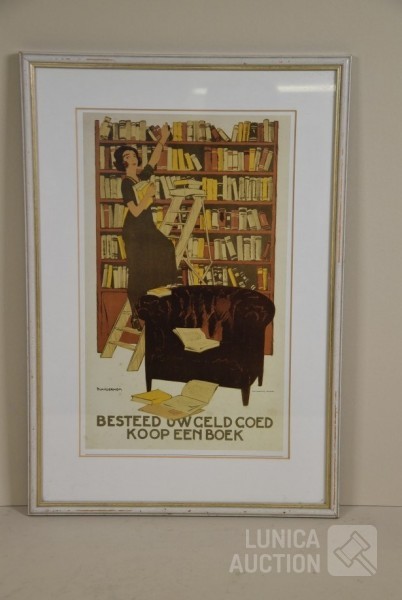 BESTEED UW GELD GOED
KOOP EEN BOEK
LUNICA
AUCTION